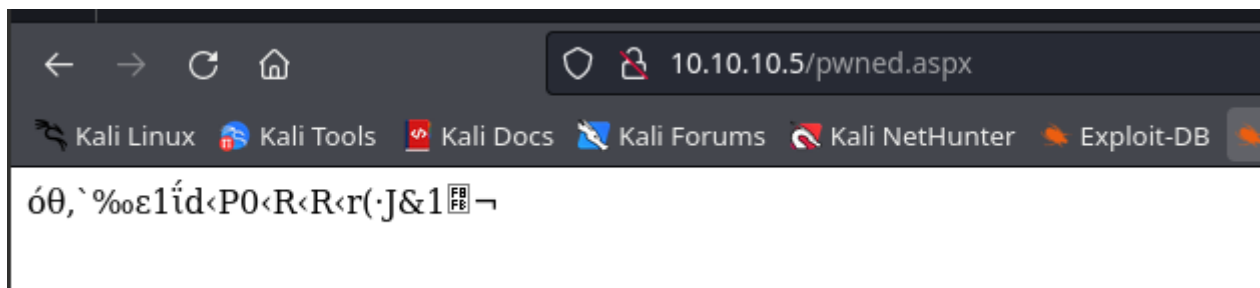 10.10.10.5/pwned.aspx
Kali Linux Kali Tools Kali Docs Kali Forums Kali NetHunter Exploit-DB
óθ,`‰ε1ΐd‹P0‹R‹R‹r(·J&1¬